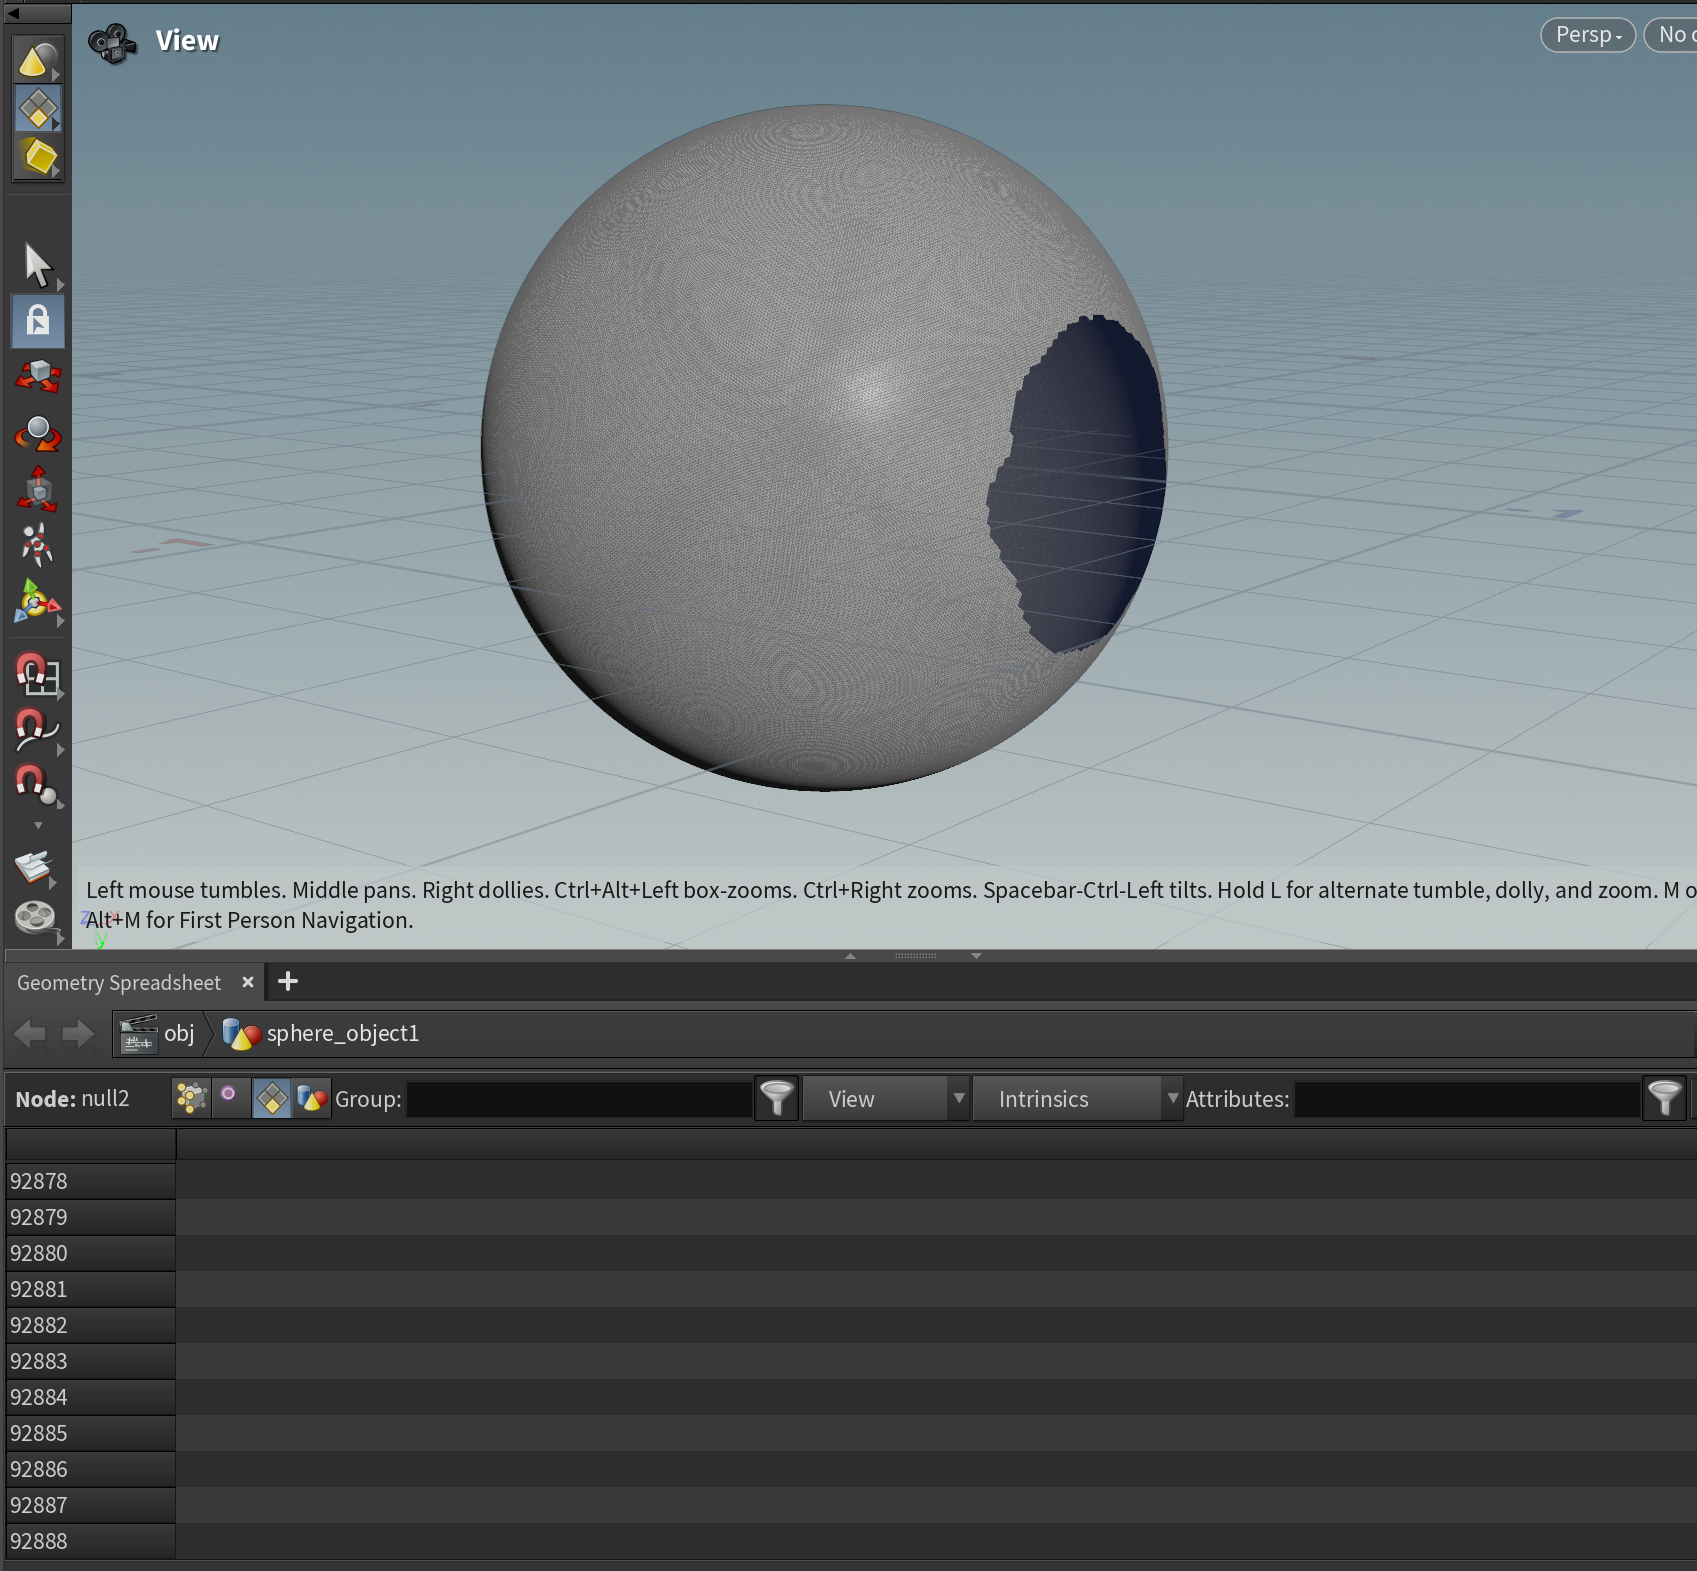 View
Persp
No
Left mouse tumbles. Middle pans. Right dollies. Ctrl+Alt+Left box-zooms. Ctrl+Right zooms. Spacebar-Ctrl-Left tilts. Hold L for alternate tumble, dolly, and zoom. M
Alt+M for First Person Navigation.
Z x
y
Geometry Spreadsheet
obj sphere_object1
Node: null2 Group: View Intrinsics Attributes:
92878
92879
92880
92881
92882
92883
92884
92885
92886
92887
92888